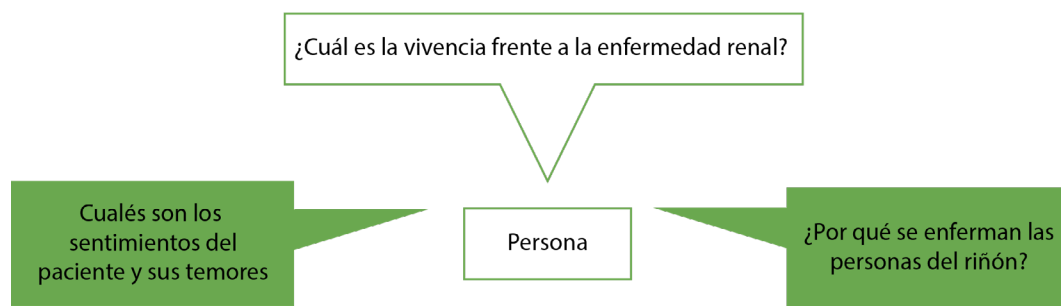 ¿Cuál es la vivencia frente a la enfermedad renal?
Cualés son los
sentimientos del
paciente y sus temores
Persona
¿Por qué se enferman las
personas del riñón?